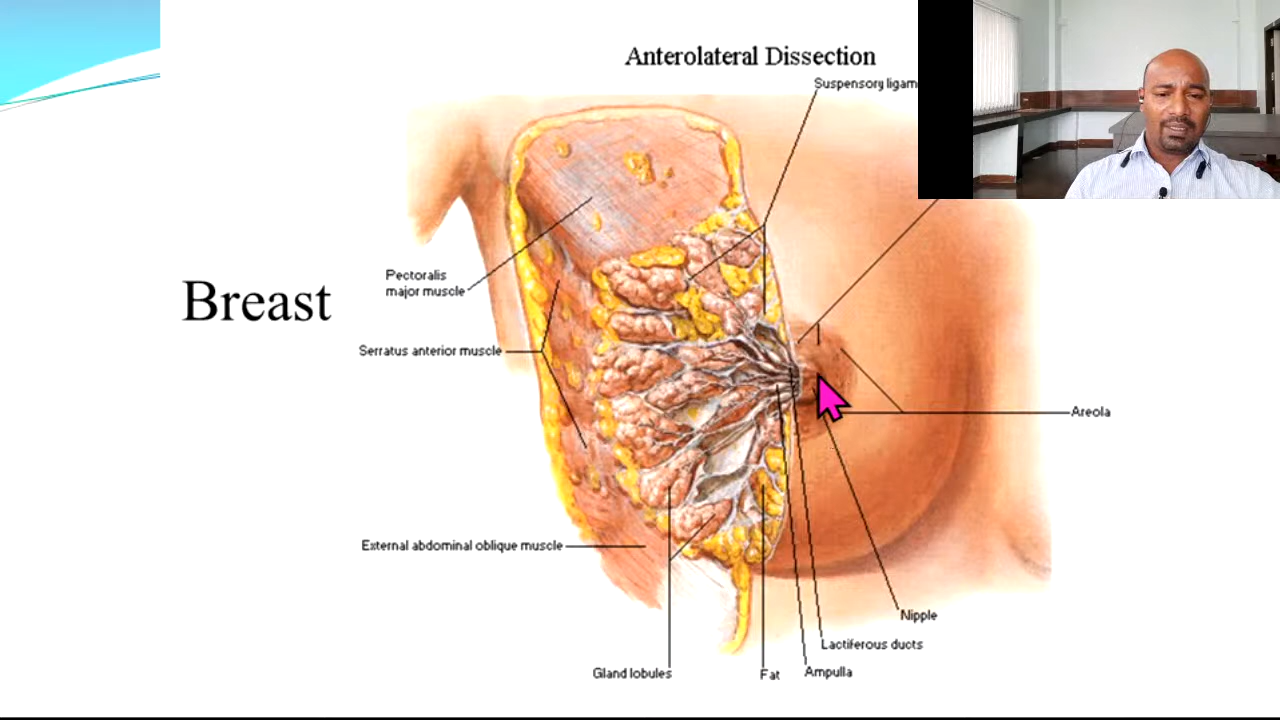 Anterolateral Dissection
Suspensory ligam
Breast
Pectoralis
major muscle
Serratus anterior muscle
Areola
External abdominal oblique muscle
Nipple
Lactiferous ducts
Gland lobules
Fat
Ampulla